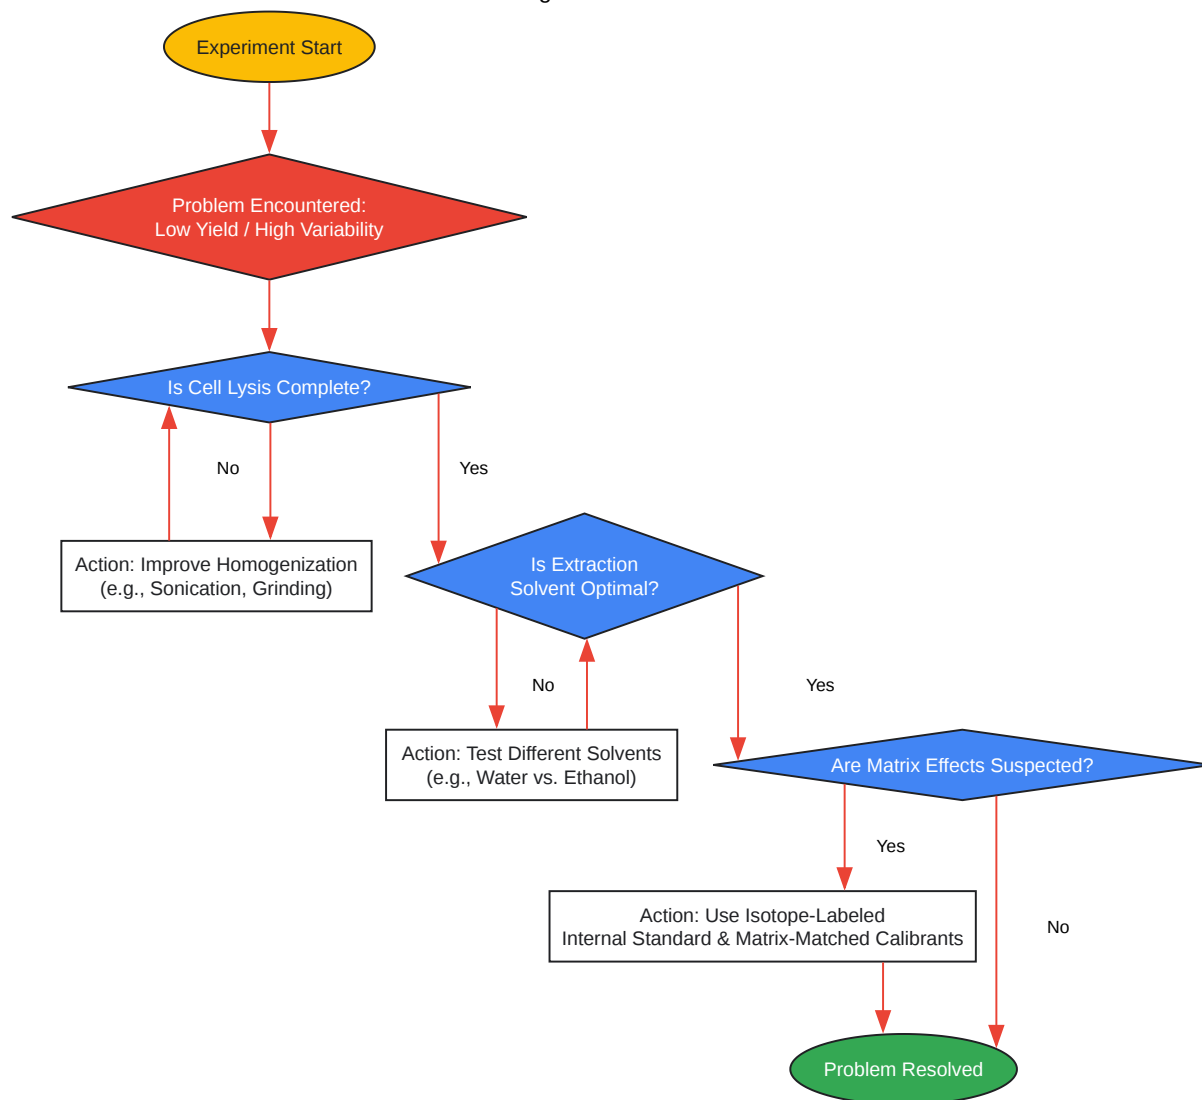 Experiment Start
Problem Encountered:
Low Yield / High Variability
Is Cell Lysis Complete?
No
Yes
Action: Improve Homogenization
(e.g., Sonication, Grinding)
Is Extraction
Solvent Optimal?
No
Yes
Action: Test Different Solvents
(e.g., Water vs. Ethanol)
Are Matrix Effects Suspected?
Yes
No
Action: Use Isotope-Labeled
Internal Standard & Matrix-Matched Calibrants
Problem Resolved